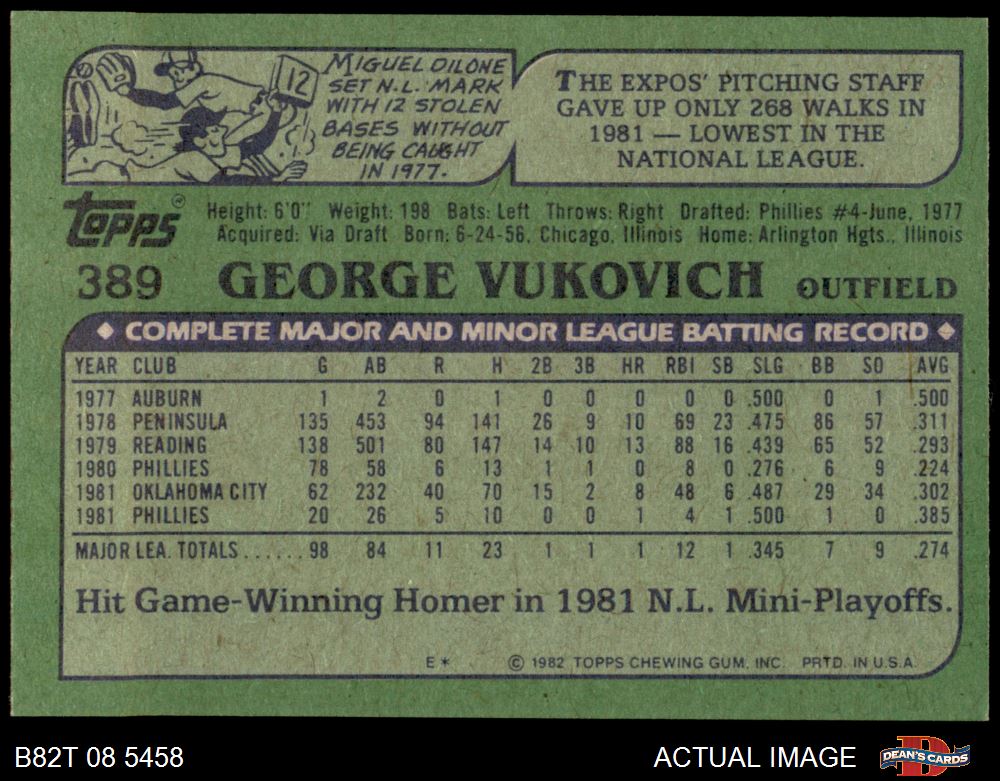 12
MIGUEL DILONE
SET N.L. MARK
WITH 12 STOLEN
BASES WITHOUT
BEING CAUGHT
IN 1977.
THE EXPOS' PITCHING STAFF
GAVE UP ONLY 268 WALKS IN
1981 — LOWEST IN THE
NATIONAL LEAGUE.
Topps®
Height: 6'0" Weight: 198 Bats: Left Throws: Right Drafted: Phillies #4-June, 1977
Acquired: Via Draft Born: 6-24-56, Chicago, Illinois Home: Arlington Hgts., Illinois
389 GEORGE VUKOVICH OUTFIELD
◆ COMPLETE MAJOR AND MINOR LEAGUE BATTING RECORD ◆
YEAR CLUB G AB R H 2B 3B HR RBI SB SLG BB SO AVG
1977 AUBURN 1 2 0 1 0 0 0 0 0 .500 0 1 .500
1978 PENINSULA 135 453 94 141 26 9 10 69 23 .475 86 57 .311
1979 READING 138 501 80 147 14 10 13 88 16 .439 65 52 .293
1980 PHILLIES 78 58 6 13 1 1 0 8 0 .276 6 9 .224
1981 OKLAHOMA CITY 62 232 40 70 15 2 8 48 6 .487 29 34 .302
1981 PHILLIES 20 26 5 10 0 0 1 4 1 .500 1 0 .385
MAJOR LEA. TOTALS ...... 98 84 11 23 1 1 1 12 1 .345 7 9 .274
Hit Game-Winning Homer in 1981 N.L. Mini-Playoffs.
E* © 1982 TOPPS CHEWING GUM, INC. PRTD. IN U.S.A.
B82T 08 5458 ACTUAL IMAGE DEAN'S CARDS